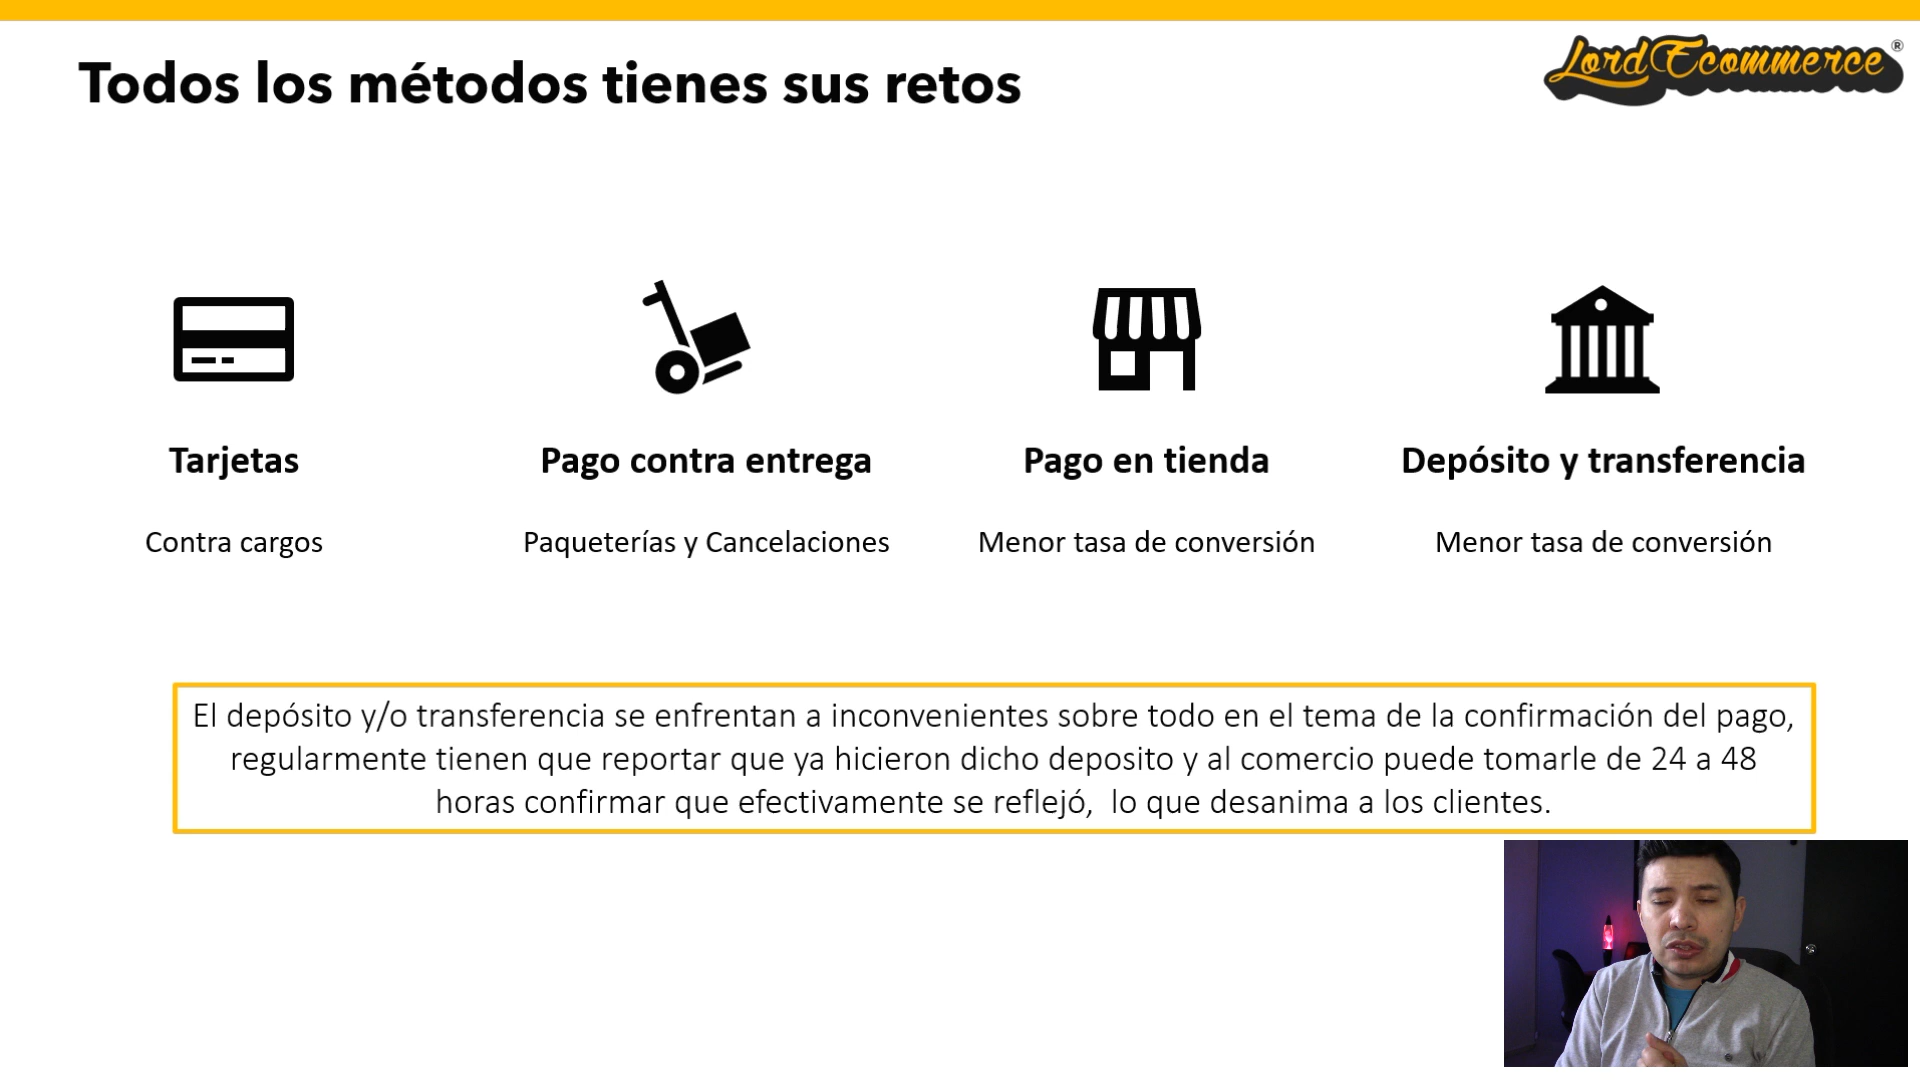 Todos los métodos tienes sus retos
Lord Ecommerce®
Tarjetas
Pago contra entrega
Pago en tienda
Depósito y transferencia
Contra cargos
Paqueterías y Cancelaciones
Menor tasa de conversión
Menor tasa de conversión
El depósito y/o transferencia se enfrentan a inconvenientes sobre todo en el tema de la confirmación del pago,
regularmente tienen que reportar que ya hicieron dicho deposito y al comercio puede tomarle de 24 a 48
horas confirmar que efectivamente se reflejó, lo que desanima a los clientes.